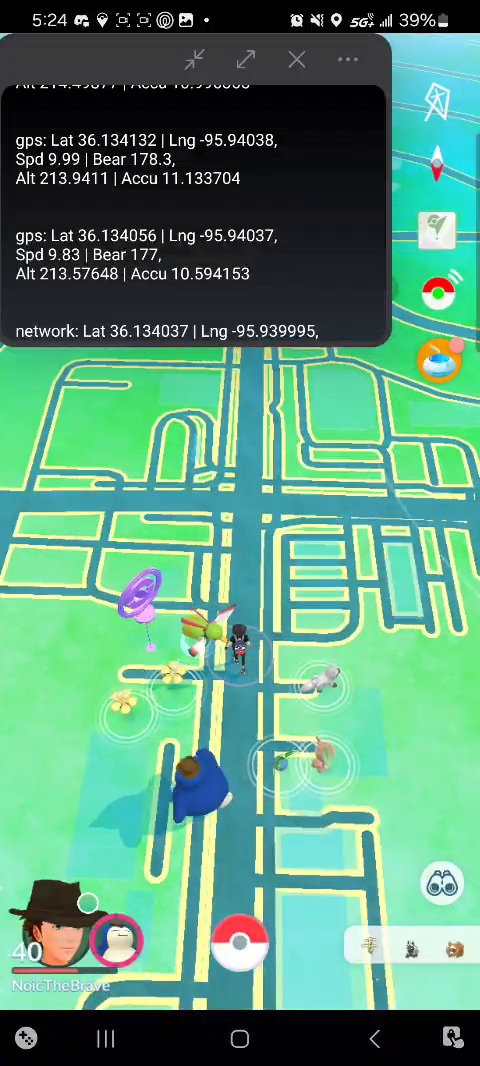 5:24
5G
39%
Alt 214.49377 | Accu 10.996866
gps: Lat 36.134132 | Lng -95.94038,
Spd 9.99 | Bear 178.3,
Alt 213.9411 | Accu 11.133704
gps: Lat 36.134056 | Lng -95.94037,
Spd 9.83 | Bear 177,
Alt 213.57648 | Accu 10.594153
network: Lat 36.134037 | Lng -95.939995,
40
NoicTheBrave